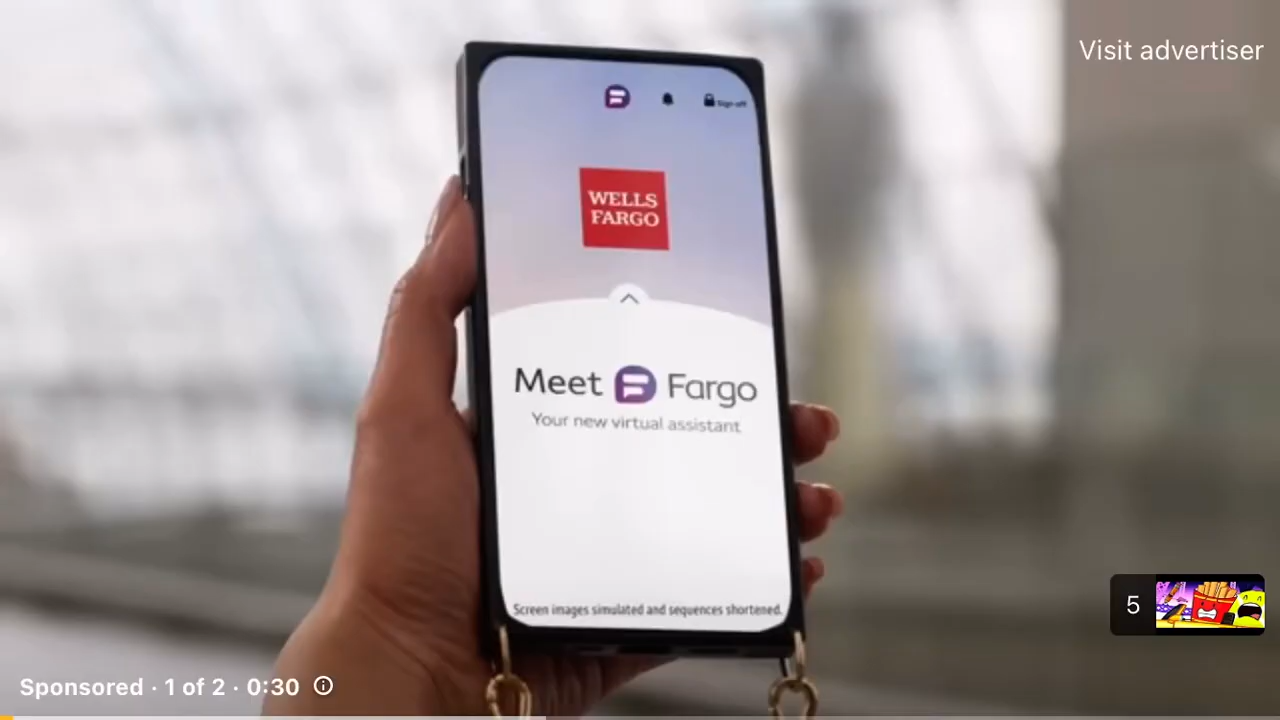 Visit advertiser
Sign off
WELLS
FARGO
Meet Fargo
Your new virtual assistant
Screen images simulated and sequences shortened.
5
Sponsored · 1 of 2 · 0:30